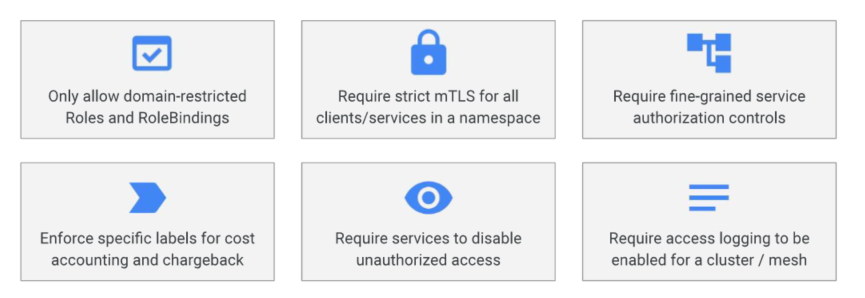 Only allow domain-restricted
Roles and RoleBindings
Require strict mTLS for all
clients/services in a namespace
Require fine-grained service
authorization controls
Enforce specific labels for cost
accounting and chargeback
Require services to disable
unauthorized access
Require access logging to be
enabled for a cluster / mesh